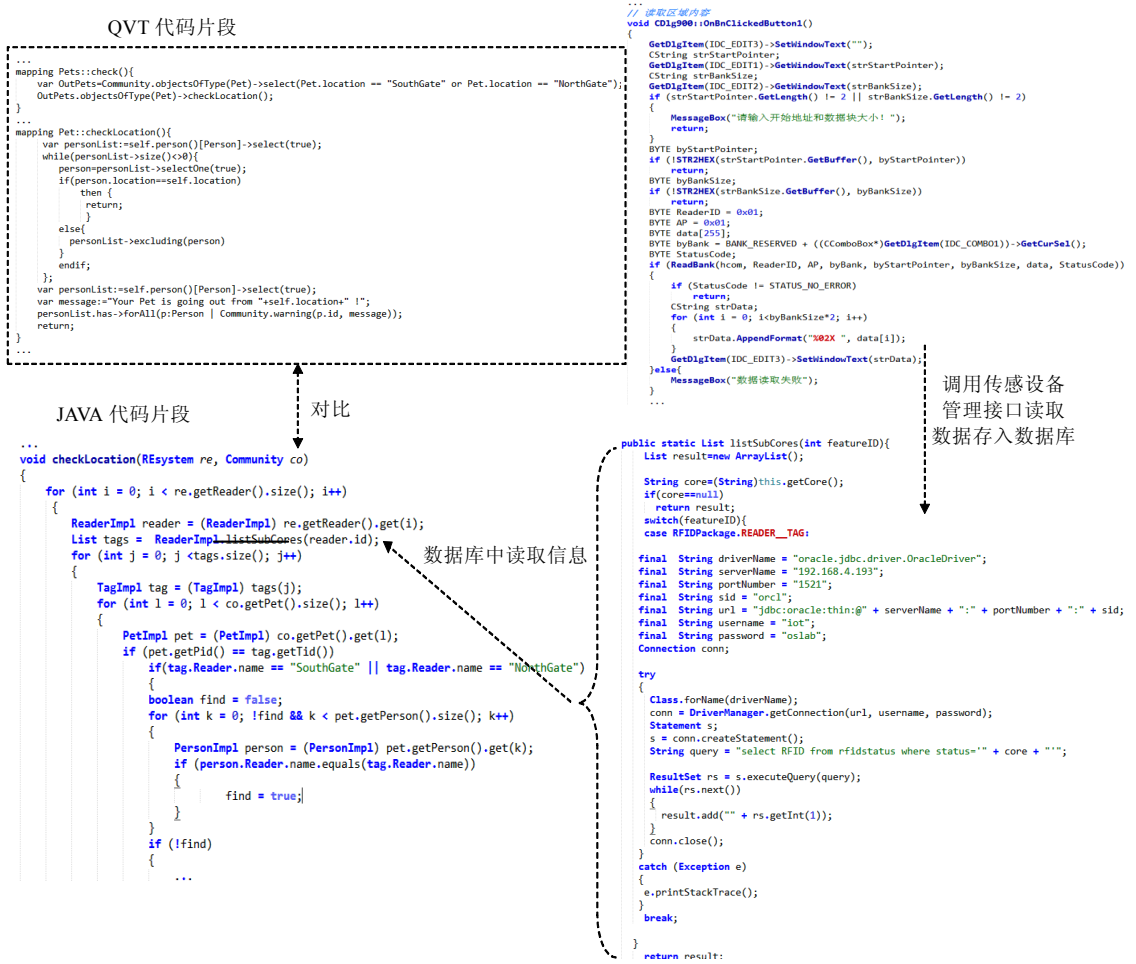 QVT 代码片段
...
mapping Pets::check(){
var OutPets=Community.objectsOfType(Pet)->select(Pet.location == "SouthGate" or Pet.location == "NorthGate");
OutPets.objectsOfType(Pet)->checkLocation();
}
...
mapping Pet::checkLocation(){
var personList:=self.person()[Person]->select(true);
while(personList->size()<>0){
person=personList->selectOne(true);
if(person.location==self.location)
then {
return;
}
else{
personList->excluding(person)
}
endif;
};
var personList:=self.person()[Person]->select(true);
var message:="Your Pet is going out from "+self.location+" !";
personList.has->forAll(p:Person | Community.warning(p.id, message));
return;
}
...
...
// 读取区域内容
void CDlg900::OnBnClickedButton1()
{
GetDlgItem(IDC_EDIT3)->SetWindowText("");
CString strStartPointer;
GetDlgItem(IDC_EDIT1)->GetWindowText(strStartPointer);
CString strBankSize;
GetDlgItem(IDC_EDIT2)->GetWindowText(strBankSize);
if (strStartPointer.GetLength() != 2 || strBankSize.GetLength() != 2)
{
MessageBox("请输入开始地址和数据块大小！");
return;
}
BYTE byStartPointer;
if (!STR2HEX(strStartPointer.GetBuffer(), byStartPointer))
return;
BYTE byBankSize;
if (!STR2HEX(strBankSize.GetBuffer(), byBankSize))
return;
BYTE ReaderID = 0x01;
BYTE AP = 0x01;
BYTE data[255];
BYTE byBank = BANK_RESERVED + ((CComboBox*)GetDlgItem(IDC_COMBO1))->GetCurSel();
BYTE StatusCode;
if (ReadBank(hcom, ReaderID, AP, byBank, byStartPointer, byBankSize, data, StatusCode))
{
if (StatusCode != STATUS_NO_ERROR)
return;
CString strData;
for (int i = 0; i<byBankSize*2; i++)
{
strData.AppendFormat("%02X ", data[i]);
}
GetDlgItem(IDC_EDIT3)->SetWindowText(strData);
}else{
MessageBox("数据读取失败");
}
...
对比
调用传感设备
管理接口读取
数据存入数据库
JAVA 代码片段
...
void checkLocation(REsystem re, Community co)
{
for (int i = 0; i < re.getReader().size(); i++)
{
ReaderImpl reader = (ReaderImpl) re.getReader().get(i);
List tags = ReaderImpl.listSubCores(reader.id);
for (int j = 0; j <tags.size(); j++)
{
TagImpl tag = (TagImpl) tags(j);
for (int l = 0; l < co.getPet().size(); l++)
{
PetImpl pet = (PetImpl) co.getPet().get(l);
if (pet.getPid() == tag.getTid())
if(tag.Reader.name == "SouthGate" || tag.Reader.name == "NorthGate")
{
boolean find = false;
for (int k = 0; !find && k < pet.getPerson().size(); k++)
{
PersonImpl person = (PersonImpl) pet.getPerson().get(k);
if (person.Reader.name.equals(tag.Reader.name))
{
find = true;
}
}
if (!find)
{
...
数据库中读取信息
public static List listSubCores(int featureID){
List result=new ArrayList();
String core=(String)this.getCore();
if(core==null)
return result;
switch(featureID){
case RFIDPackage.READER__TAG:
final String driverName = "oracle.jdbc.driver.OracleDriver";
final String serverName = "192.168.4.193";
final String portNumber = "1521";
final String sid = "orcl";
final String url = "jdbc:oracle:thin:@" + serverName + ":" + portNumber + ":" + sid;
final String username = "iot";
final String password = "oslab";
Connection conn;
try
{
Class.forName(driverName);
conn = DriverManager.getConnection(url, username, password);
Statement s;
s = conn.createStatement();
String query = "select RFID from rfidstatus where status='" + core + "'";
ResultSet rs = s.executeQuery(query);
while(rs.next())
{
result.add("" + rs.getInt(1));
}
conn.close();
}
catch (Exception e)
{
e.printStackTrace();
}
break;
}
return result;